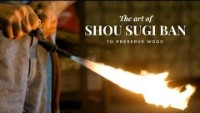 The art of
SHOU SUGI BAN
TO PRESERVE WOOD